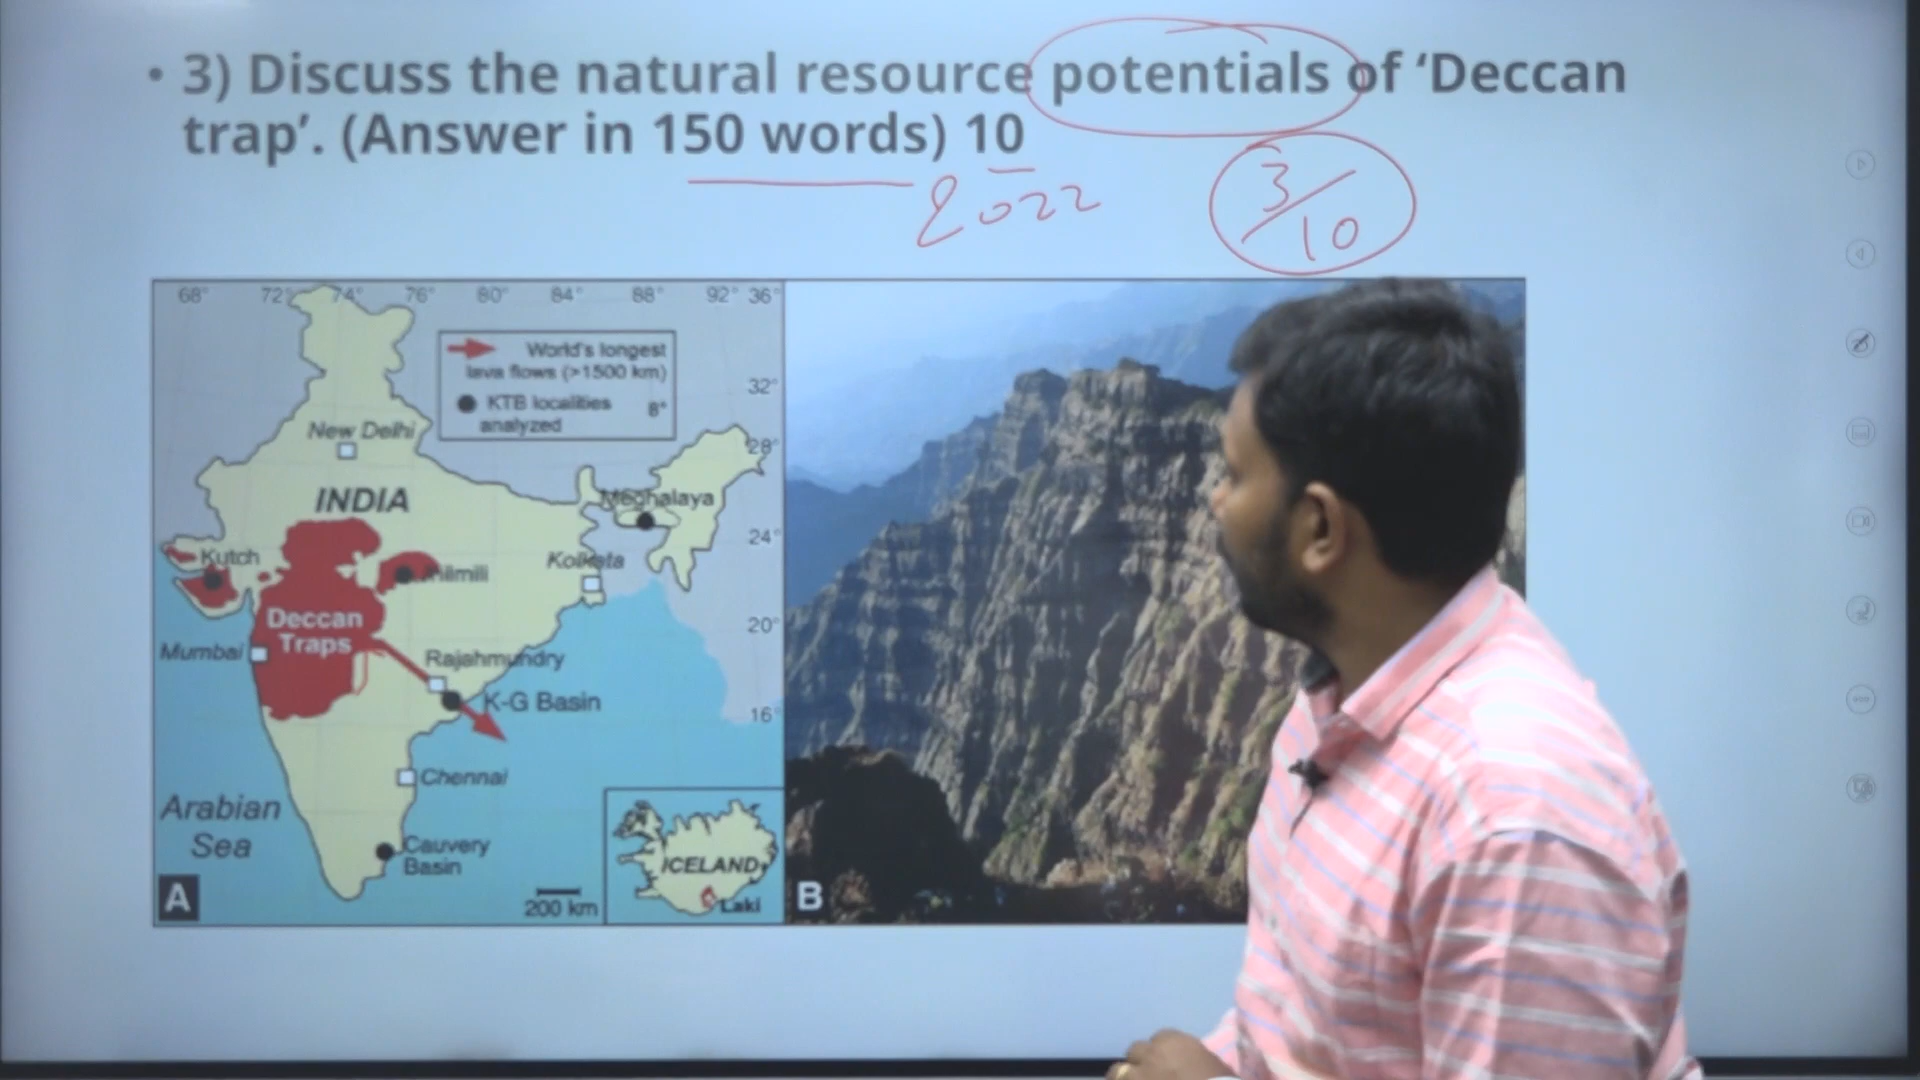 • 3) Discuss the natural resource potentials of ‘Deccan
trap’. (Answer in 150 words) 10
2022
3/10
68° 72° 74° 76° 80° 84° 88° 92° 36°
World's longest
lava flows (>1500 km)
KTB localities 8°
analyzed
32°
New Delhi
28°
INDIA
Meghalaya
24°
Kutch
Kolkata
Deccan
Traps
20°
Mumbai
Rajahmundry
K-G Basin
16°
Chennai
Arabian
Sea
Cauvery
Basin
ICELAND
Laki
200 km
A
B